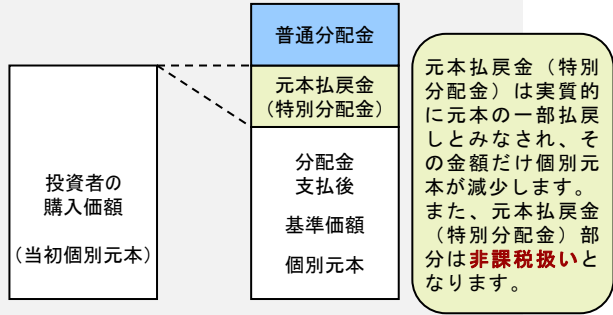 普通分配金
元本払戻金
（特別分配金）
分配金
支払後
基準価額
個別元本
投資者の
購入価額
（当初個別元本）
元本払戻金（特別
分配金）は実質的
に元本の一部払戻
しとみなされ、そ
の金額だけ個別元
本が減少します。
また、元本払戻金
（特別分配金）部
分は非課税扱いと
なります。